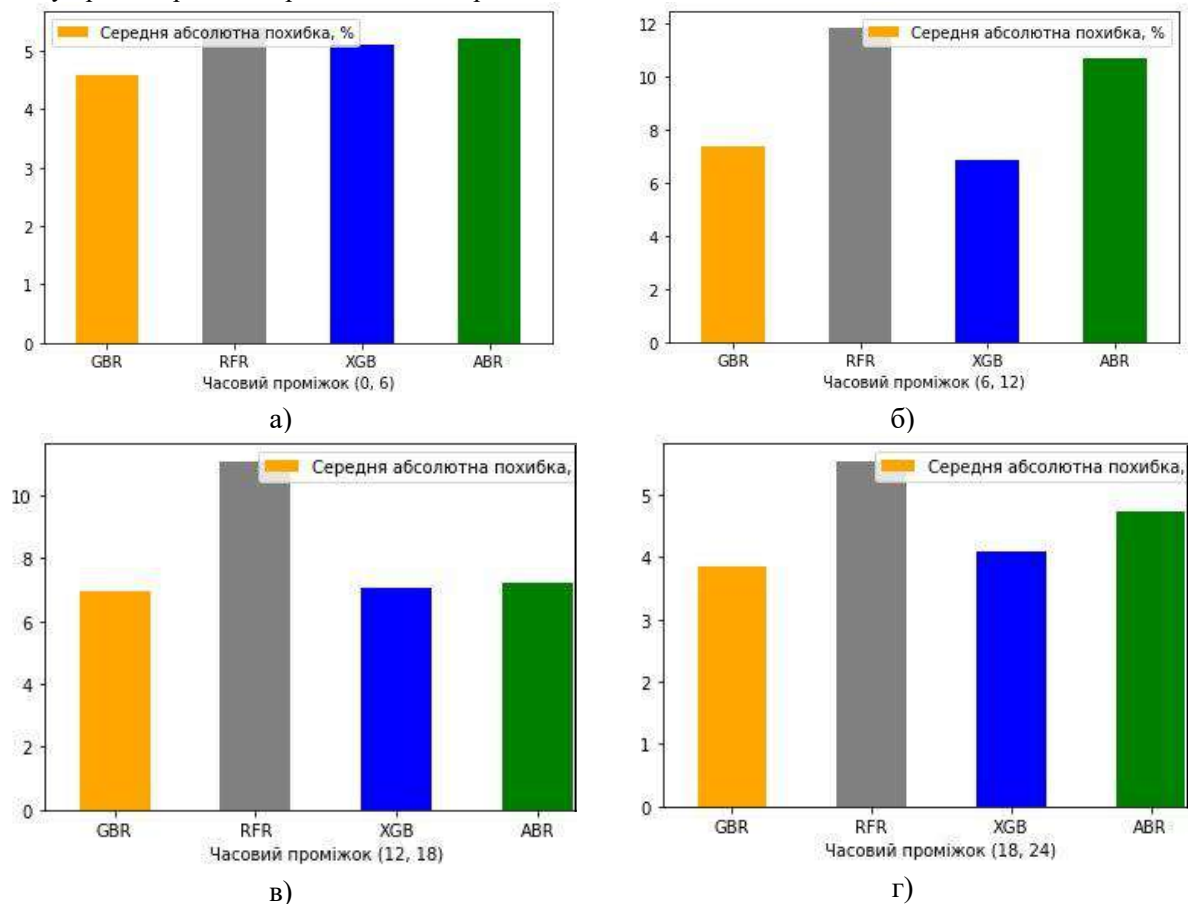 Середня абсолютна похибка, %
5
4
3
2
1
0
GBR RFR XGB ABR
Часовий проміжок (0, 6)
а)
Середня абсолютна похибка, %
12
10
8
6
4
2
0
GBR RFR XGB ABR
Часовий проміжок (6, 12)
б)
Середня абсолютна похибка,
10
8
6
4
2
0
GBR RFR XGB ABR
Часовий проміжок (12, 18)
в)
Середня абсолютна похибка,
5
4
3
2
1
0
GBR RFR XGB ABR
Часовий проміжок (18, 24)
г)